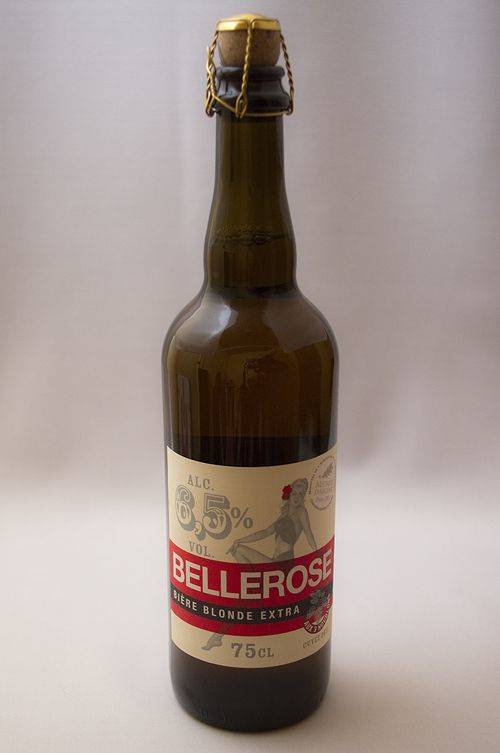 ALC.
6,5%
VOL.
BELLEROSE
BIÈRE BLONDE EXTRA
75CL